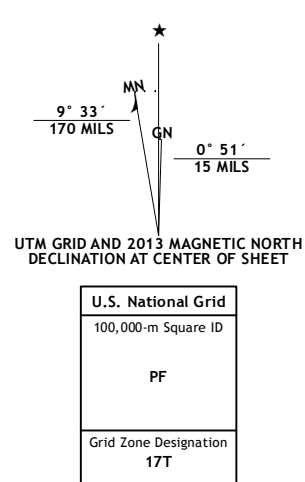 ★
MN
9° 33´
170 MILS
GN
0° 51´
15 MILS
UTM GRID AND 2013 MAGNETIC NORTH
DECLINATION AT CENTER OF SHEET
U.S. National Grid
100,000-m Square ID
PF
Grid Zone Designation
17T